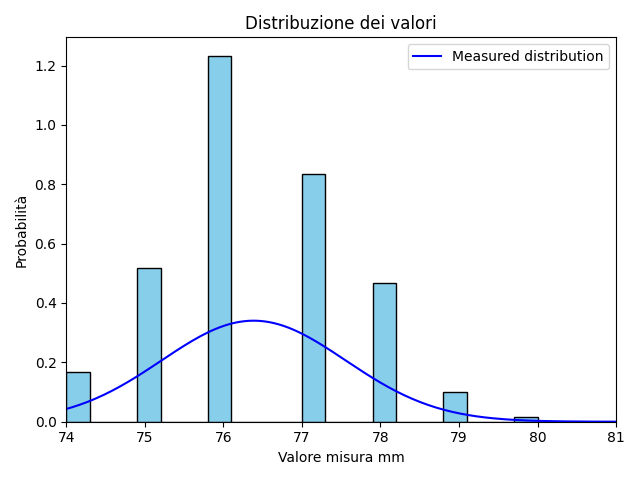 Distribuzione dei valori
Measured distribution
1.2
1.0
0.8
0.6
0.4
0.2
0.0
Probabilità
74 75 76 77 78 79 80 81
Valore misura mm